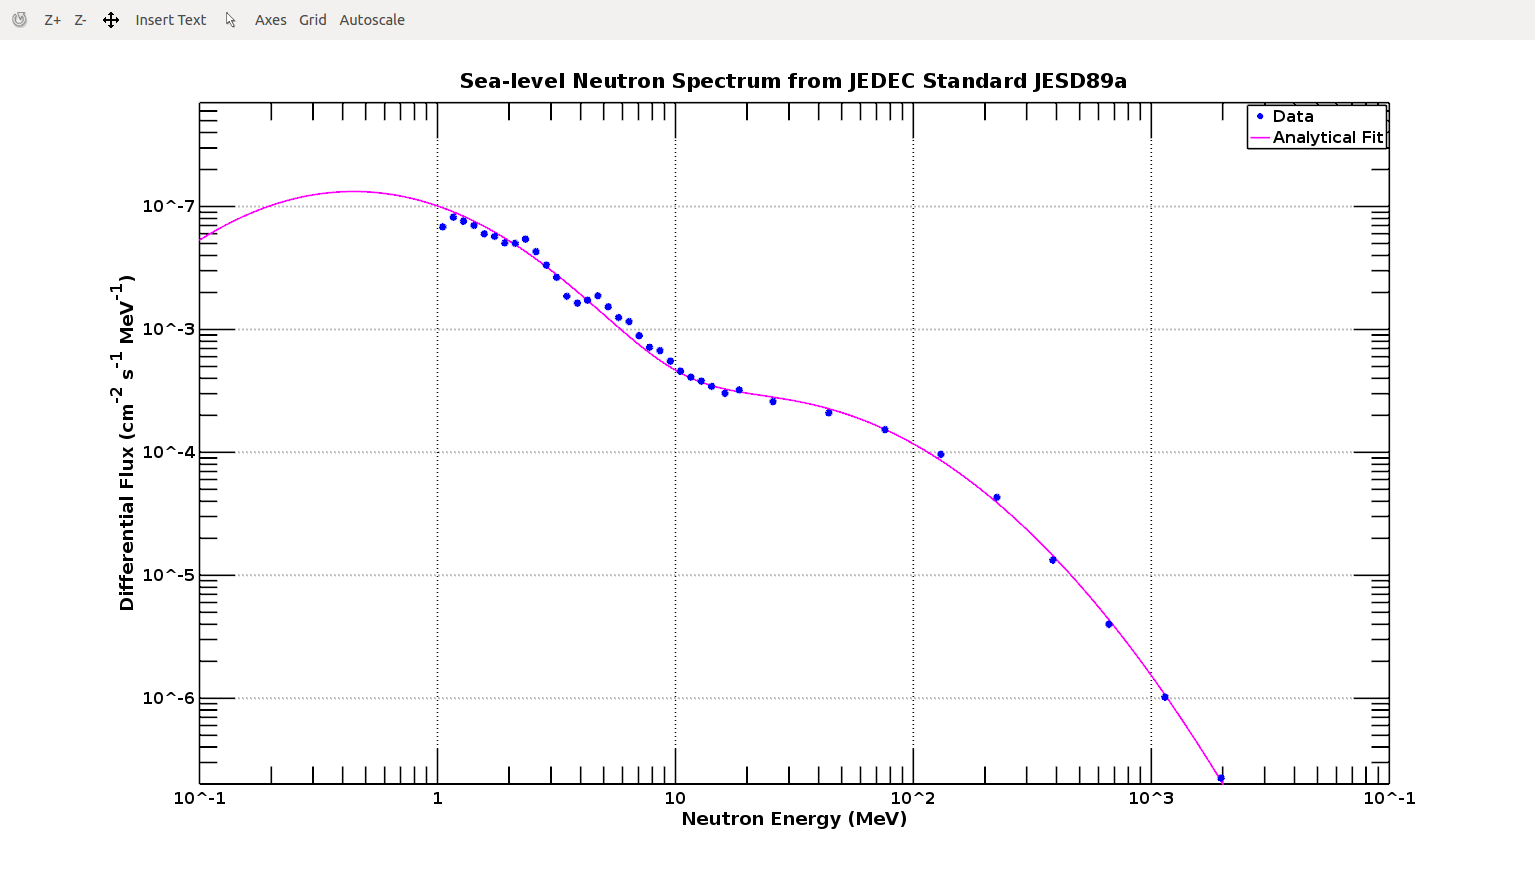 Z+ Z- Insert Text Axes Grid Autoscale
Sea-level Neutron Spectrum from JEDEC Standard JESD89a
Data
Analytical Fit
10^-7
10^-3
10^-4
10^-5
10^-6
Differential Flux (cm-2 s-1 MeV-1)
10^-1 1 10 10^2 10^3 10^-1
Neutron Energy (MeV)